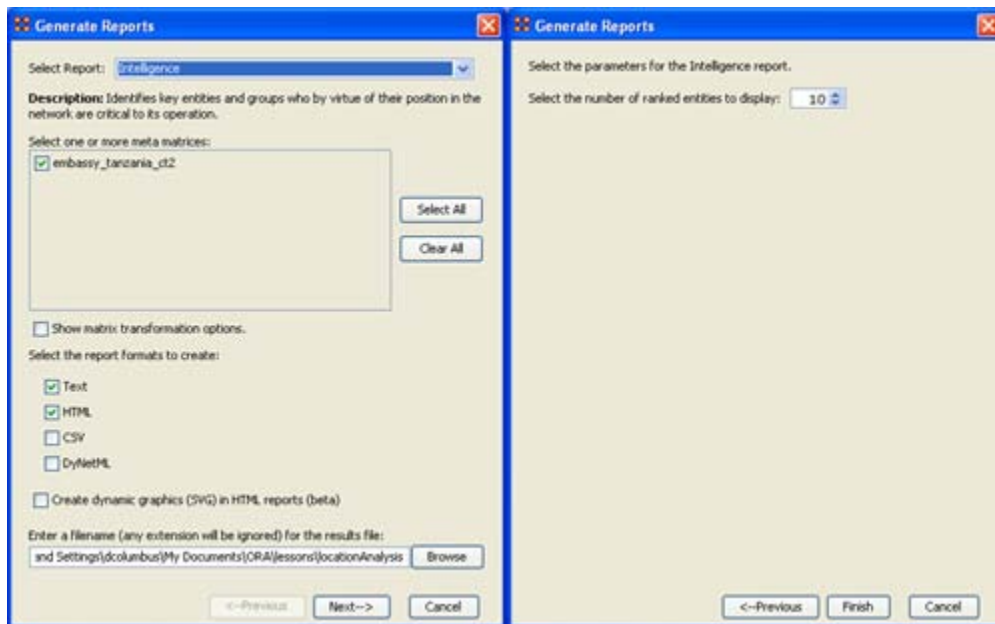 Generate Reports
Select Report: Intelligence
Description: Identifies key entities and groups who by virtue of their position in the
network are critical to its operation.
Select one or more meta matrices:
embassy_tanzania_ct2
Select All
Clear All
Show matrix transformation options.
Select the report formats to create:
Text
HTML
CSV
DyNetML
Create dynamic graphics (SVG) in HTML reports (beta)
Enter a filename (any extension will be ignored) for the results file:
and Settings\dcolumbus\My Documents\ORA\lessons\locationAnalysis Browse
<--Previous Next--> Cancel
Generate Reports
Select the parameters for the Intelligence report.
Select the number of ranked entities to display: 10
<--Previous Finish Cancel